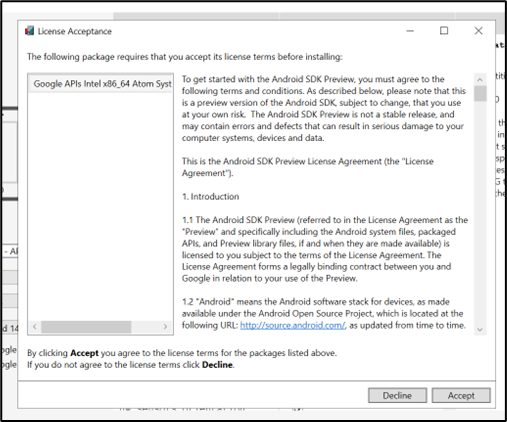 License Acceptance
The following package requires that you accept its license terms before installing:
Google APIs Intel x86_64 Atom Syst
To get started with the Android SDK Preview, you must agree to the
following terms and conditions. As described below, please note that this
is a preview version of the Android SDK, subject to change, that you use
at your own risk. The Android SDK Preview is not a stable release, and
may contain errors and defects that can result in serious damage to your
computer systems, devices and data.
This is the Android SDK Preview License Agreement (the "License
Agreement").
1. Introduction
1.1 The Android SDK Preview (referred to in the License Agreement as the
"Preview" and specifically including the Android system files, packaged
APIs, and Preview library files, if and when they are made available) is
licensed to you subject to the terms of the License Agreement. The
License Agreement forms a legally binding contract between you and
Google in relation to your use of the Preview.
1.2 "Android" means the Android software stack for devices, as made
available under the Android Open Source Project, which is located at the
following URL: http://source.android.com/, as updated from time to time.
By clicking Accept you agree to the license terms for the packages listed above.
If you do not agree to the license terms click Decline.
Decline
Accept